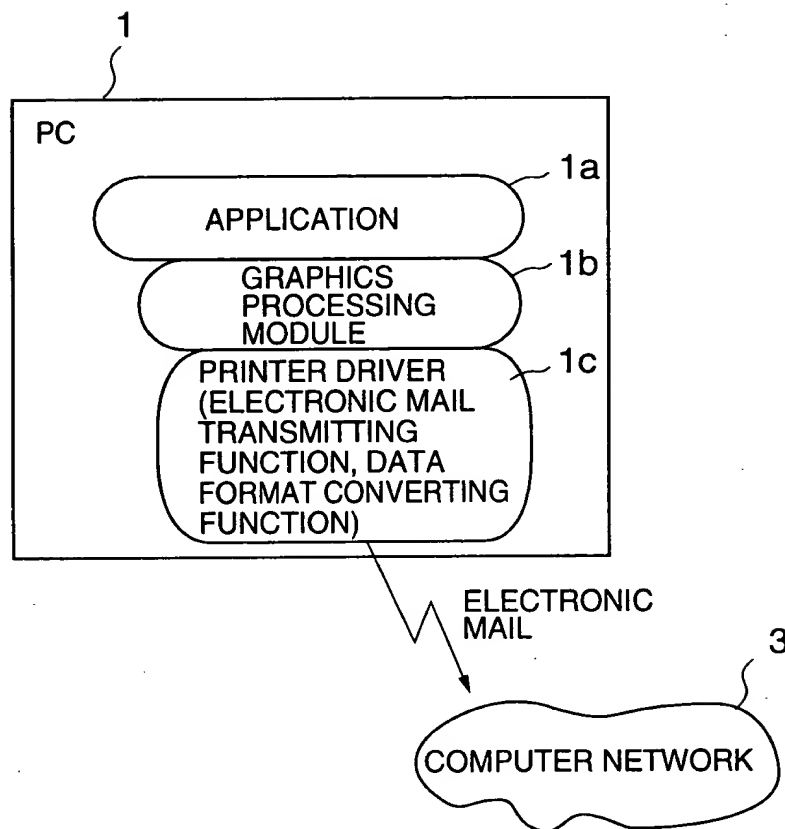 1
PC
1a
APPLICATION
1b
GRAPHICS
PROCESSING
MODULE
1c
PRINTER DRIVER
(ELECTRONIC MAIL
TRANSMITTING
FUNCTION, DATA
FORMAT CONVERTING
FUNCTION)
ELECTRONIC
MAIL
3
COMPUTER NETWORK